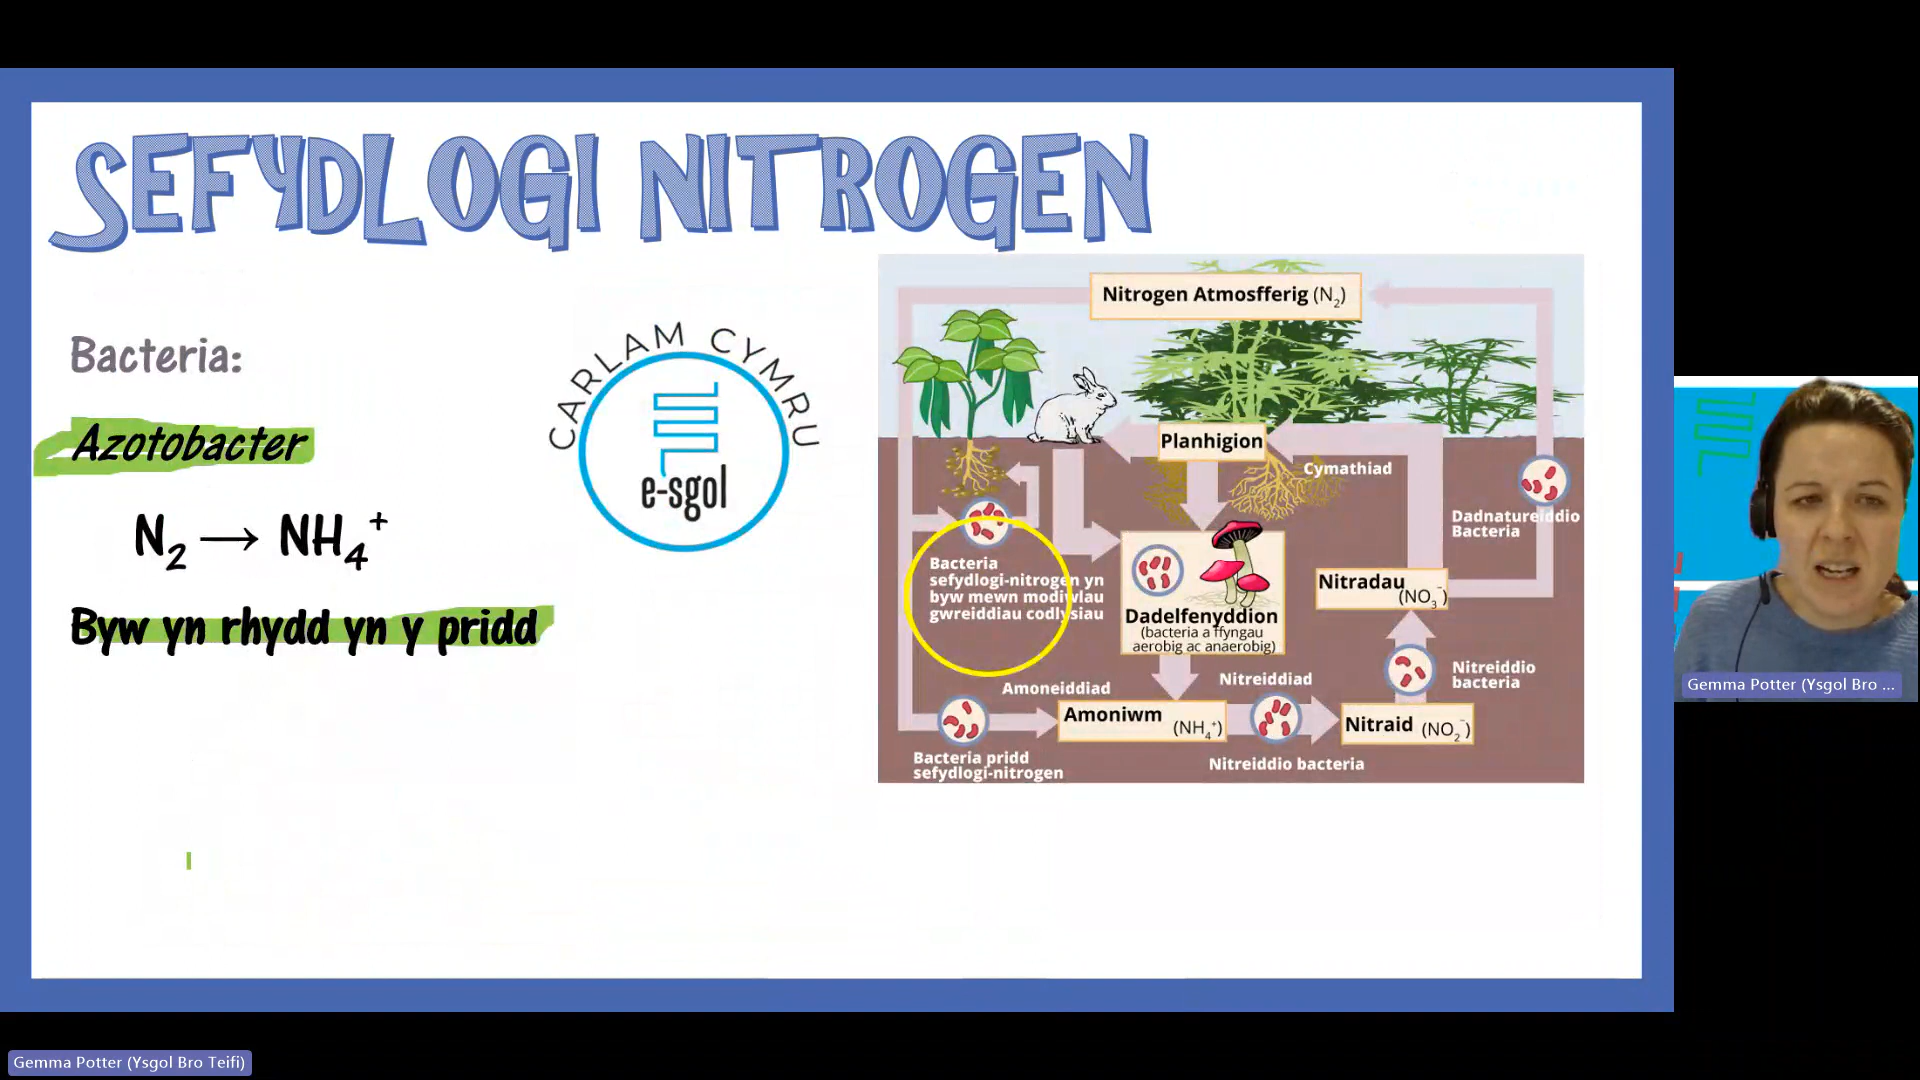 SEFYDLOGI NITROGEN
Bacteria:
Azotobacter
N₂ → NH₄⁺
Byw yn rhydd yn y pridd
CARLAM CYMRU
e-sgol
Nitrogen Atmosfferig (N₂)
Planhigion
Cymathiad
Dadnatureiddio
Bacteria
Bacteria
sefydlogi-nitrogen yn
byw mewn modiwlau
gwreiddiau codlysiau
Dadelfenyddion
(bacteria a ffyngau
aerobig ac anaerobig)
Nitradau
(NO₃⁻)
Nitreiddio
bacteria
Amoneiddiad
Nitreiddiad
Amoniwm (NH₄⁺)
Nitraid (NO₂⁻)
Bacteria pridd
sefydlogi-nitrogen
Nitreiddio bacteria
Gemma Potter (Ysgol Bro ...
Gemma Potter (Ysgol Bro Teifi)